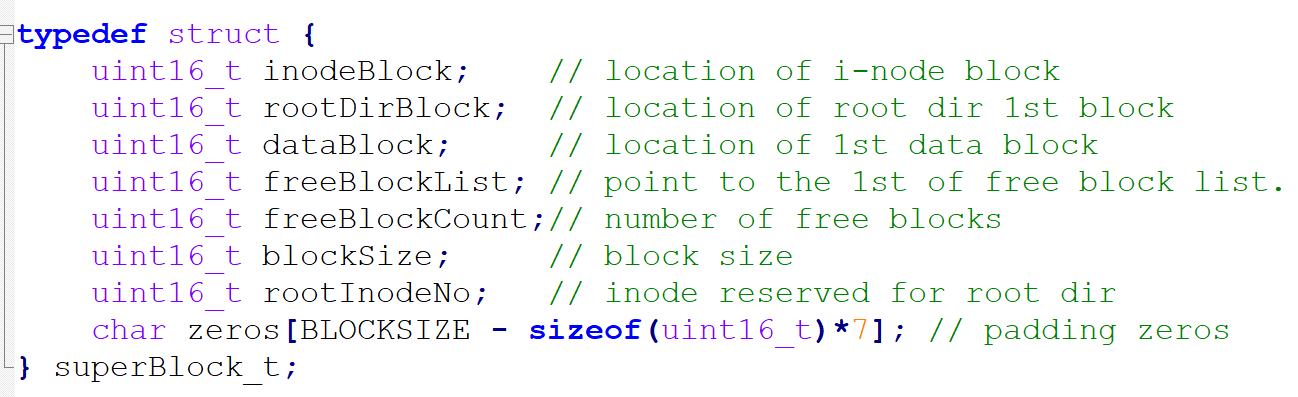 typedef struct {
    uint16_t inodeBlock;    // location of i-node block
    uint16_t rootDirBlock;  // location of root dir 1st block
    uint16_t dataBlock;     // location of 1st data block
    uint16_t freeBlockList; // point to the 1st of free block list.
    uint16_t freeBlockCount;// number of free blocks
    uint16_t blockSize;     // block size
    uint16_t rootInodeNo;   // inode reserved for root dir
    char zeros[BLOCKSIZE - sizeof(uint16_t)*7]; // padding zeros
} superBlock_t;